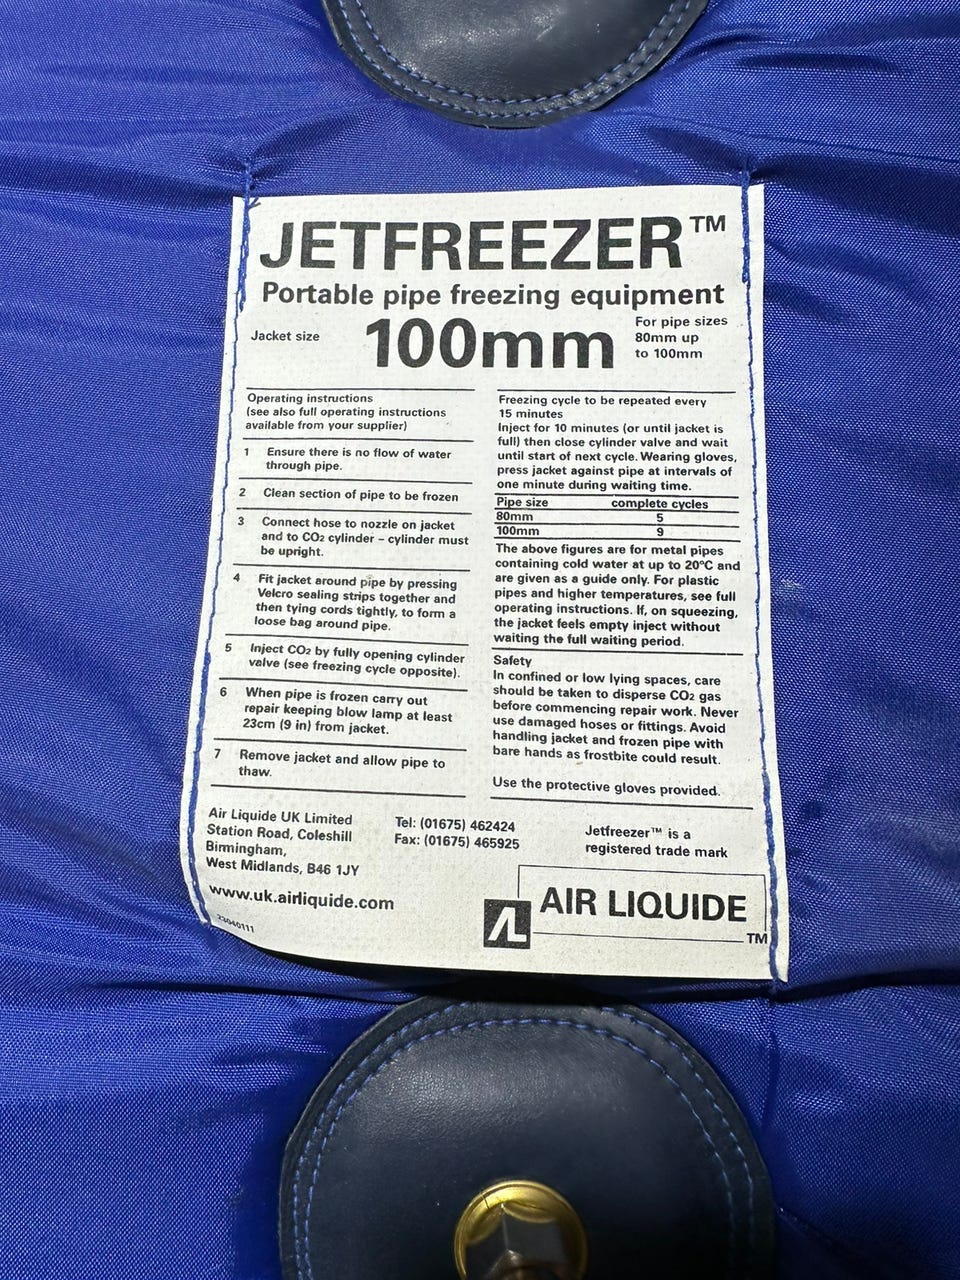 JETFREEZER™
Portable pipe freezing equipment
Jacket size
100mm
For pipe sizes
80mm up
to 100mm
Operating instructions
(see also full operating instructions
available from your supplier)
1 Ensure there is no flow of water
through pipe.
2 Clean section of pipe to be frozen
3 Connect hose to nozzle on jacket
and to CO₂ cylinder – cylinder must
be upright.
4 Fit jacket around pipe by pressing
Velcro sealing strips together and
then tying cords tightly, to form a
loose bag around pipe.
5 Inject CO₂ by fully opening cylinder
valve (see freezing cycle opposite).
6 When pipe is frozen carry out
repair keeping blow lamp at least
23cm (9 in) from jacket.
7 Remove jacket and allow pipe to
thaw.
Freezing cycle to be repeated every
15 minutes
Inject for 10 minutes (or until jacket is
full) then close cylinder valve and wait
until start of next cycle. Wearing gloves,
press jacket against pipe at intervals of
one minute during waiting time.
Pipe size complete cycles
80mm 5
100mm 9
The above figures are for metal pipes
containing cold water at up to 20°C and
are given as a guide only. For plastic
pipes and higher temperatures, see full
operating instructions. If, on squeezing,
the jacket feels empty inject without
waiting the full waiting period.
Safety
In confined or low lying spaces, care
should be taken to disperse CO₂ gas
before commencing repair work. Never
use damaged hoses or fittings. Avoid
handling jacket and frozen pipe with
bare hands as frostbite could result.
Use the protective gloves provided.
Air Liquide UK Limited
Station Road, Coleshill
Birmingham,
West Midlands, B46 1JY
www.uk.airliquide.com
Tel: (01675) 462424
Fax: (01675) 465925
Jetfreezer™ is a
registered trade mark
AIR LIQUIDE
TM